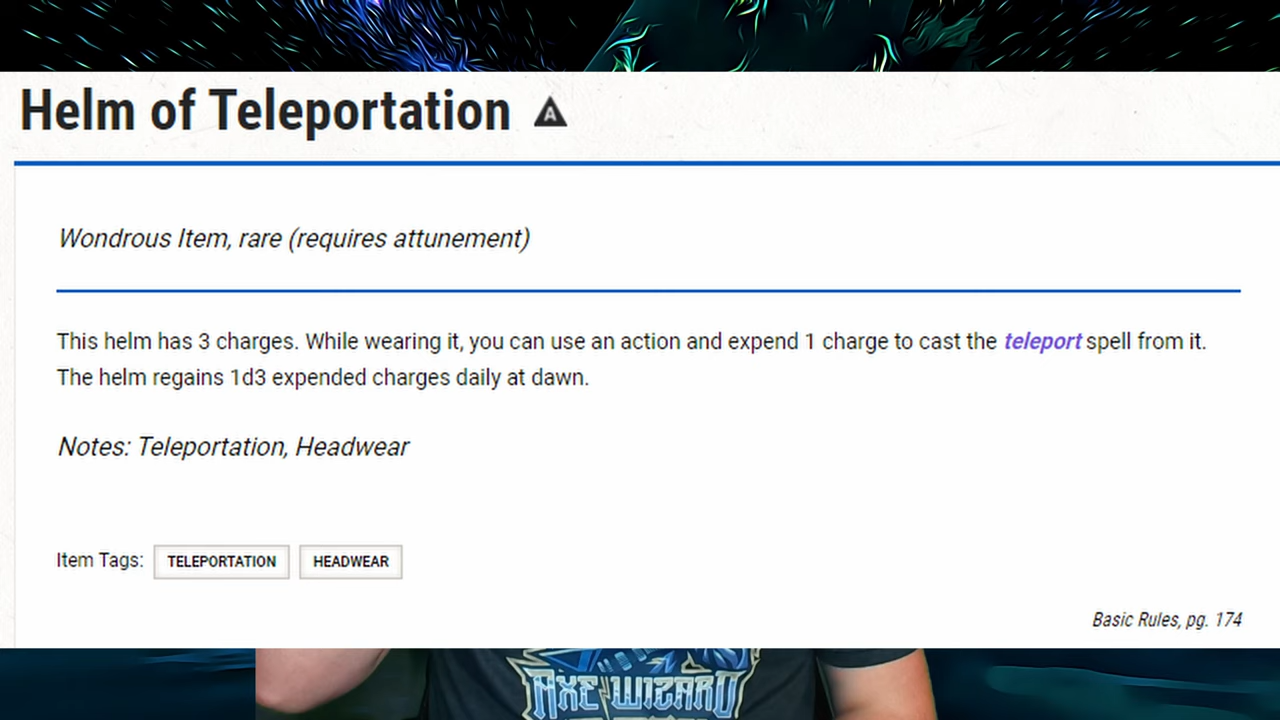 Helm of Teleportation A
Wondrous Item, rare (requires attunement)
This helm has 3 charges. While wearing it, you can use an action and expend 1 charge to cast the teleport spell from it.
The helm regains 1d3 expended charges daily at dawn.
Notes: Teleportation, Headwear
Item Tags: TELEPORTATION HEADWEAR
Basic Rules, pg. 174
AXE WIZARD